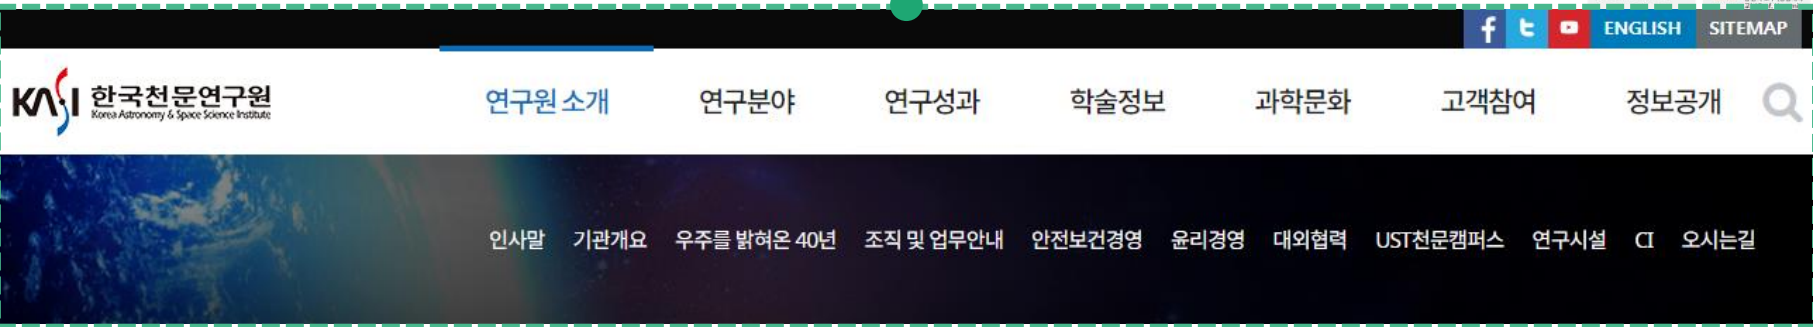 ENGLISH SITEMAP
KASI 한국천문연구원
Korea Astronomy & Space Science Institute
연구원 소개 연구분야 연구성과 학술정보 과학문화 고객참여 정보공개
인사말 기관개요 우주를 밝혀온 40년 조직 및 업무안내 안전보건경영 윤리경영 대외협력 UST천문캠퍼스 연구시설 CI 오시는길